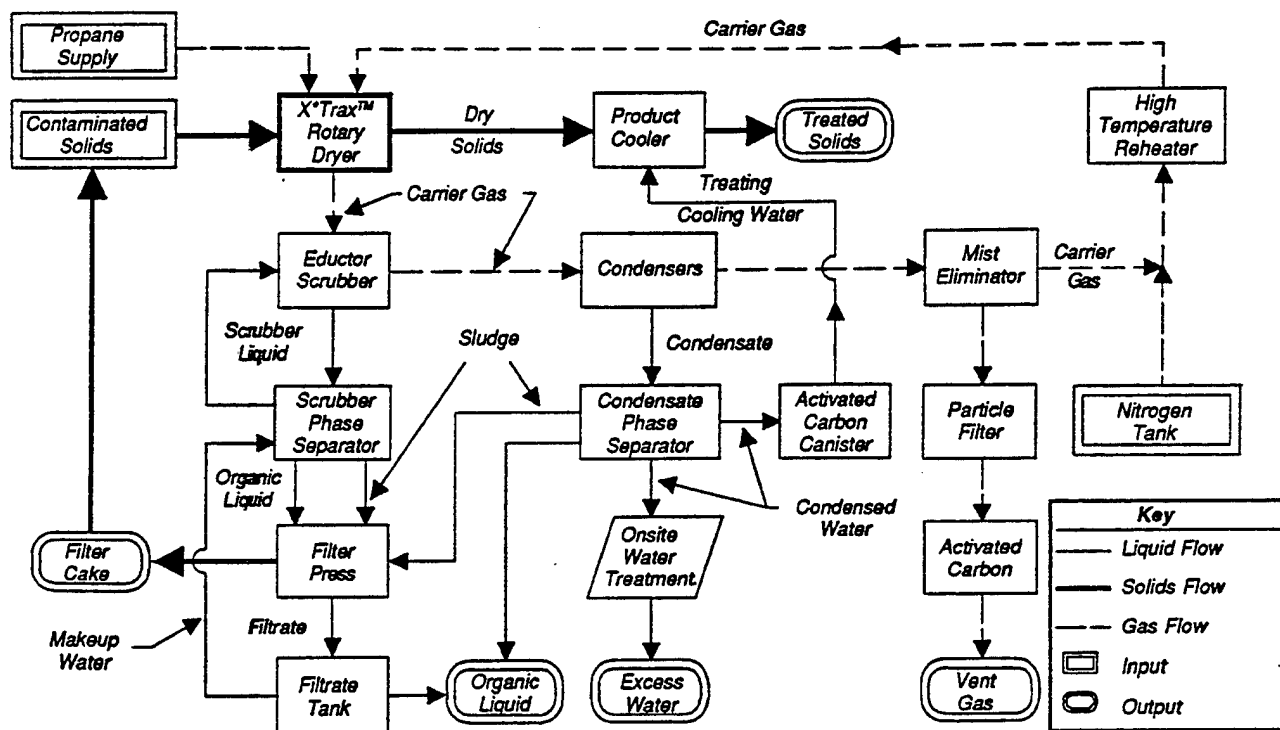 Propane
Supply
Carrier Gas
Contaminated
Solids
X*Trax™
Rotary
Dryer
Dry
Solids
Product
Cooler
Treated
Solids
High
Temperature
Reheater
Carrier Gas
Treating
Cooling Water
Eductor
Scrubber
Condensers
Mist
Eliminator
Carrier
Gas
Scrubber
Liquid
Sludge
Condensate
Scrubber
Phase
Separator
Condensate
Phase
Separator
Activated
Carbon
Canister
Particle
Filter
Nitrogen
Tank
Organic
Liquid
Condensed
Water
Filter
Cake
Filter
Press
Onsite
Water
Treatment.
Activated
Carbon
Makeup
Water
Filtrate
Filtrate
Tank
Organic
Liquid
Excess
Water
Vent
Gas
Key
Liquid Flow
Solids Flow
Gas Flow
Input
Output